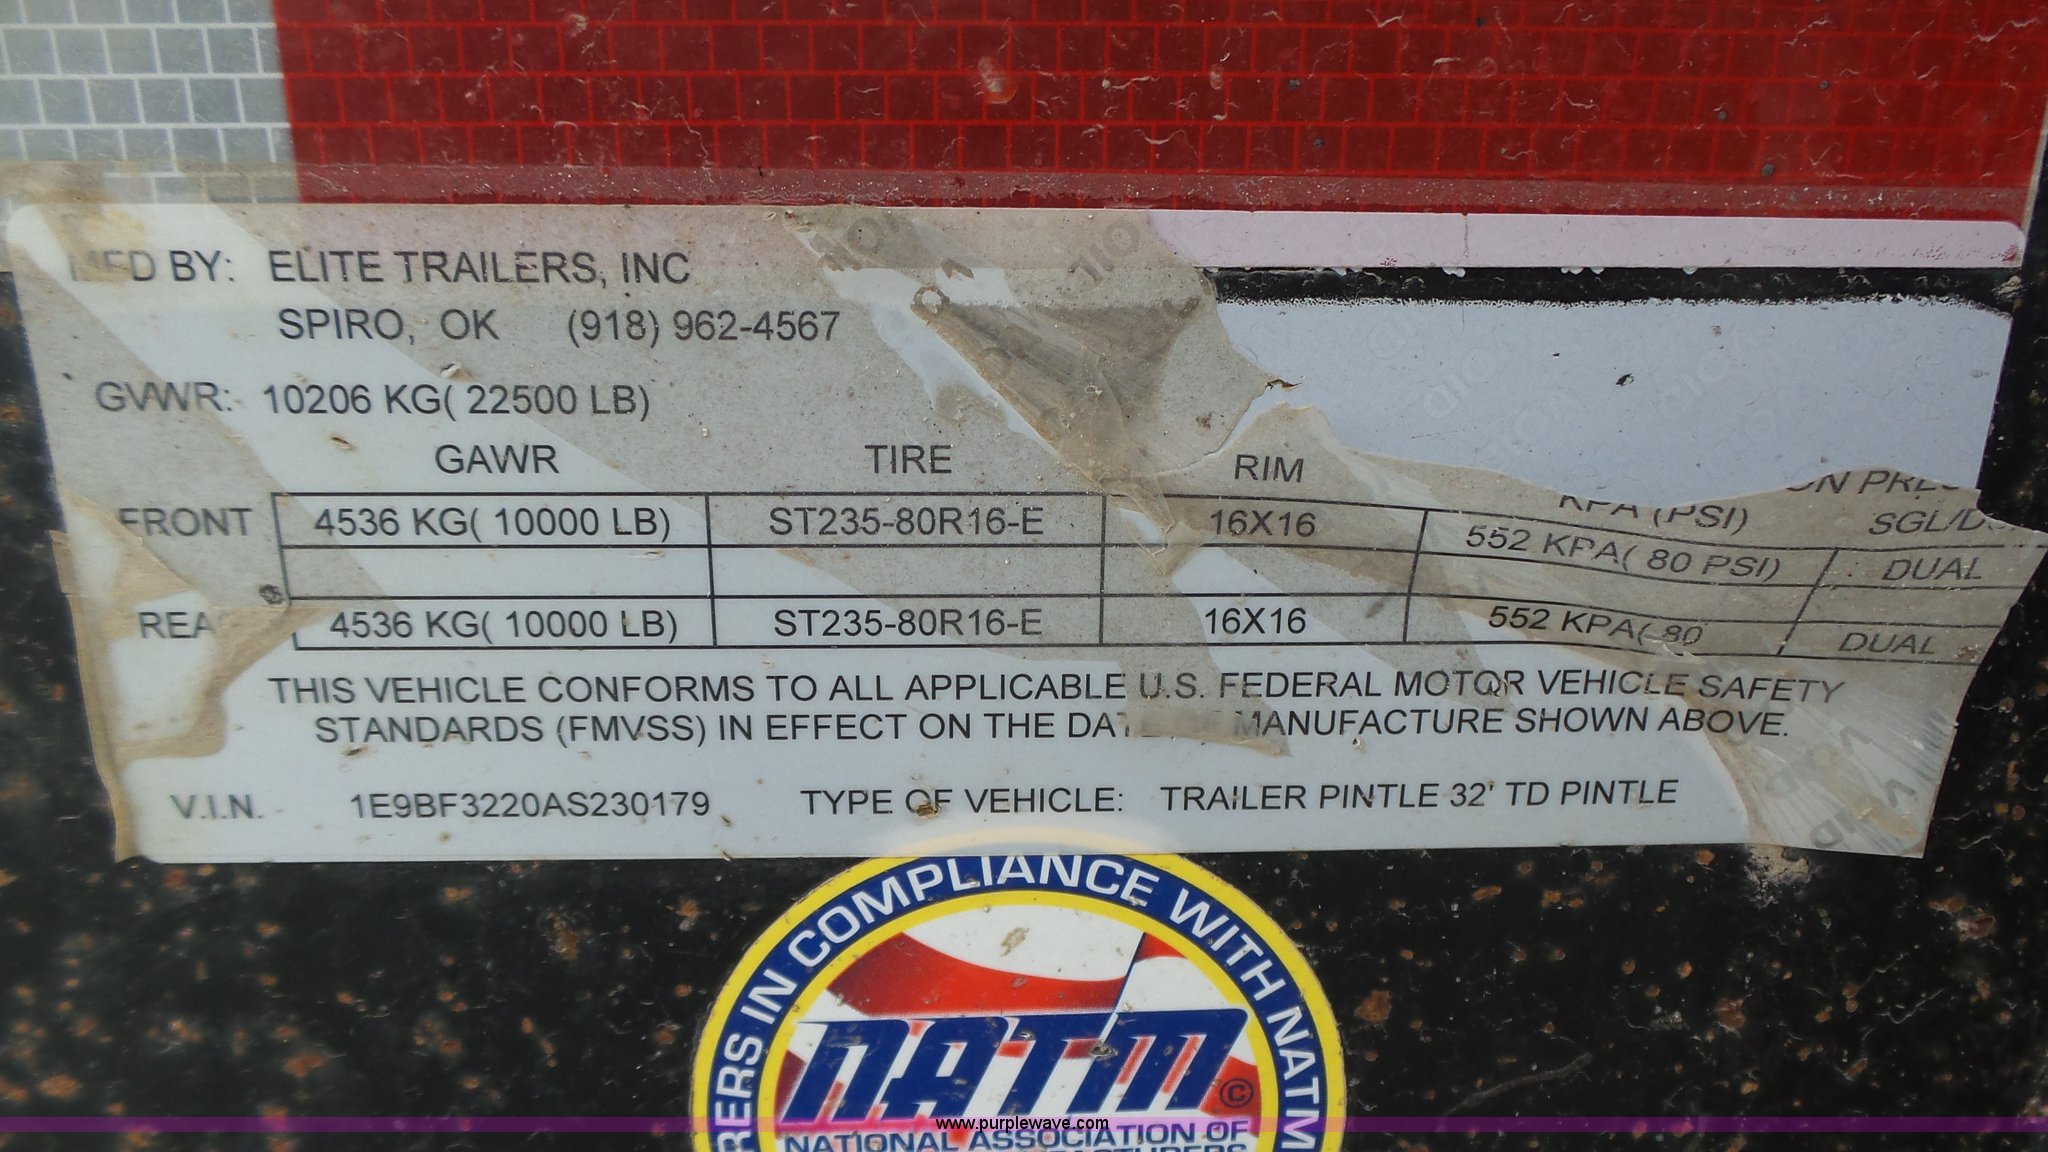 MFD BY: ELITE TRAILERS, INC
SPIRO, OK (918) 962-4567
GVWR: 10206 KG( 22500 LB)
GAWR TIRE RIM
KPA (PSI) SGL/D
FRONT 4536 KG( 10000 LB) ST235-80R16-E 16X16 552 KPA( 80 PSI) DUAL
REA 4536 KG( 10000 LB) ST235-80R16-E 16X16 552 KPA( 80 DUAL
THIS VEHICLE CONFORMS TO ALL APPLICABLE U.S. FEDERAL MOTOR VEHICLE SAFETY
STANDARDS (FMVSS) IN EFFECT ON THE DATE OF MANUFACTURE SHOWN ABOVE.
V.I.N. 1E9BF3220AS230179 TYPE OF VEHICLE: TRAILER PINTLE 32' TD PINTLE
RERS IN COMPLIANCE WITH NATM
NATM ©
NATIONAL ASSOCIATION OF
www.purplewave.com